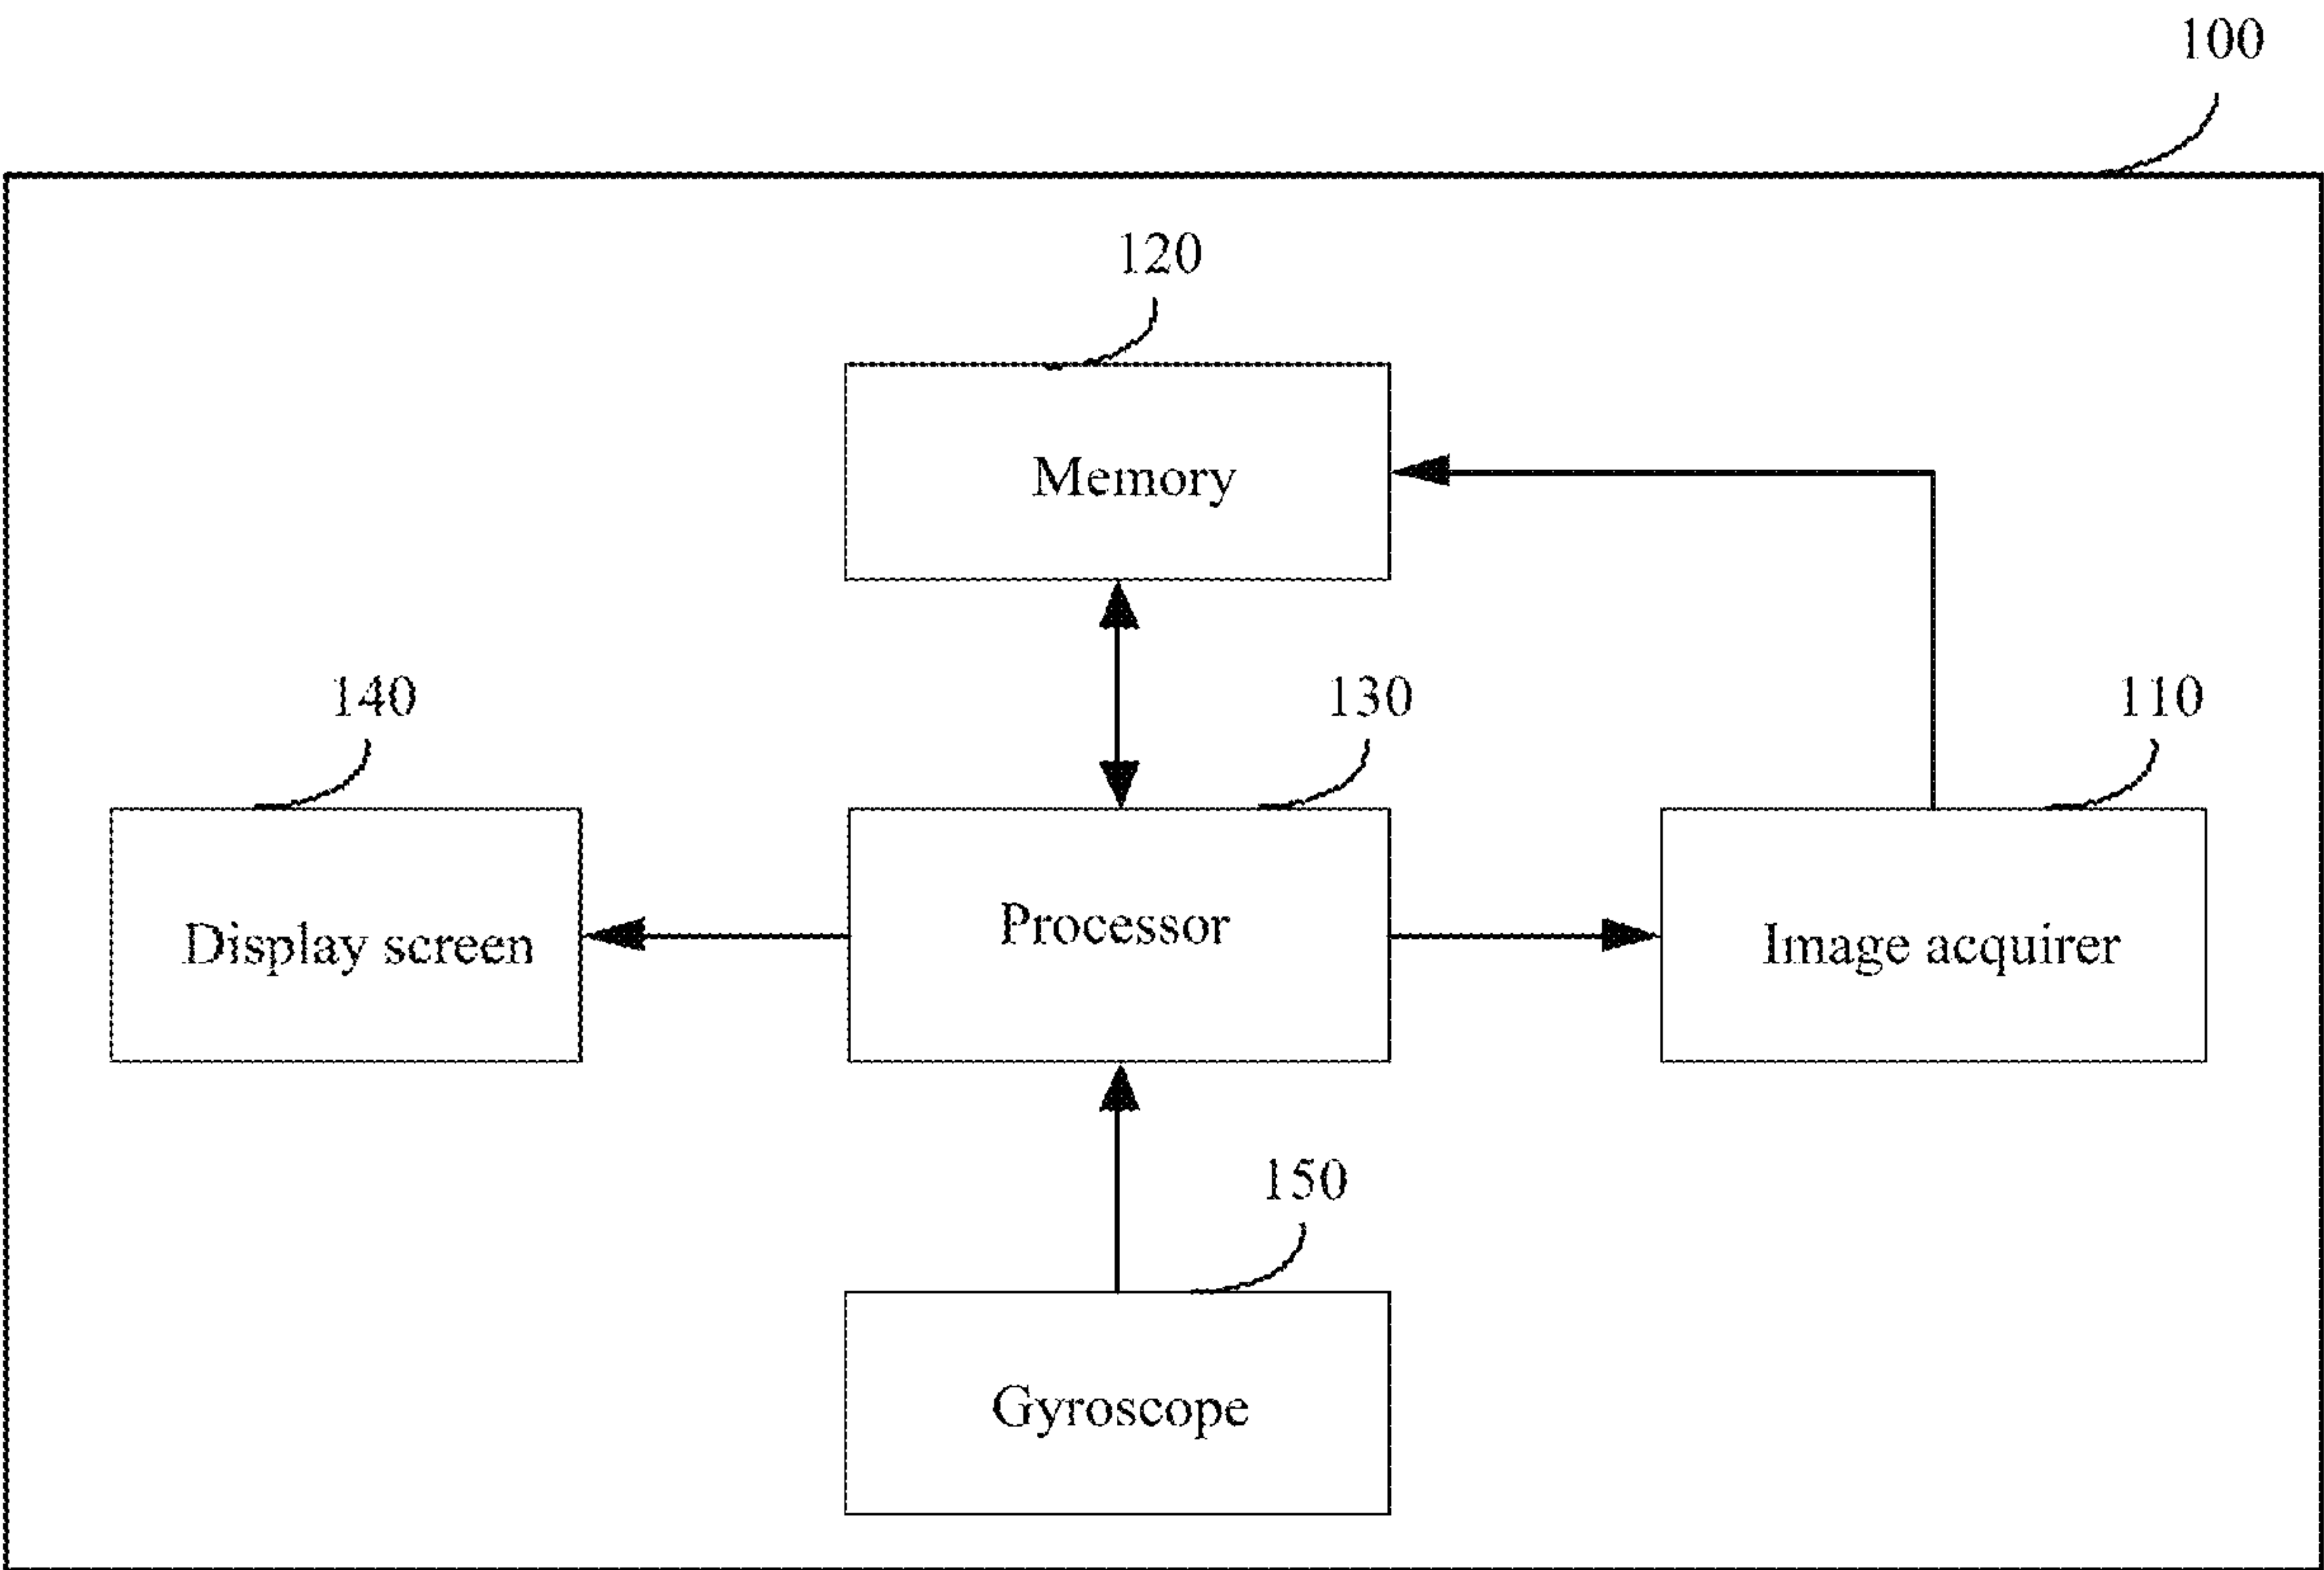 100
120
Memory
140
130
110
Display screen
Processor
Image acquirer
150
Gyroscope